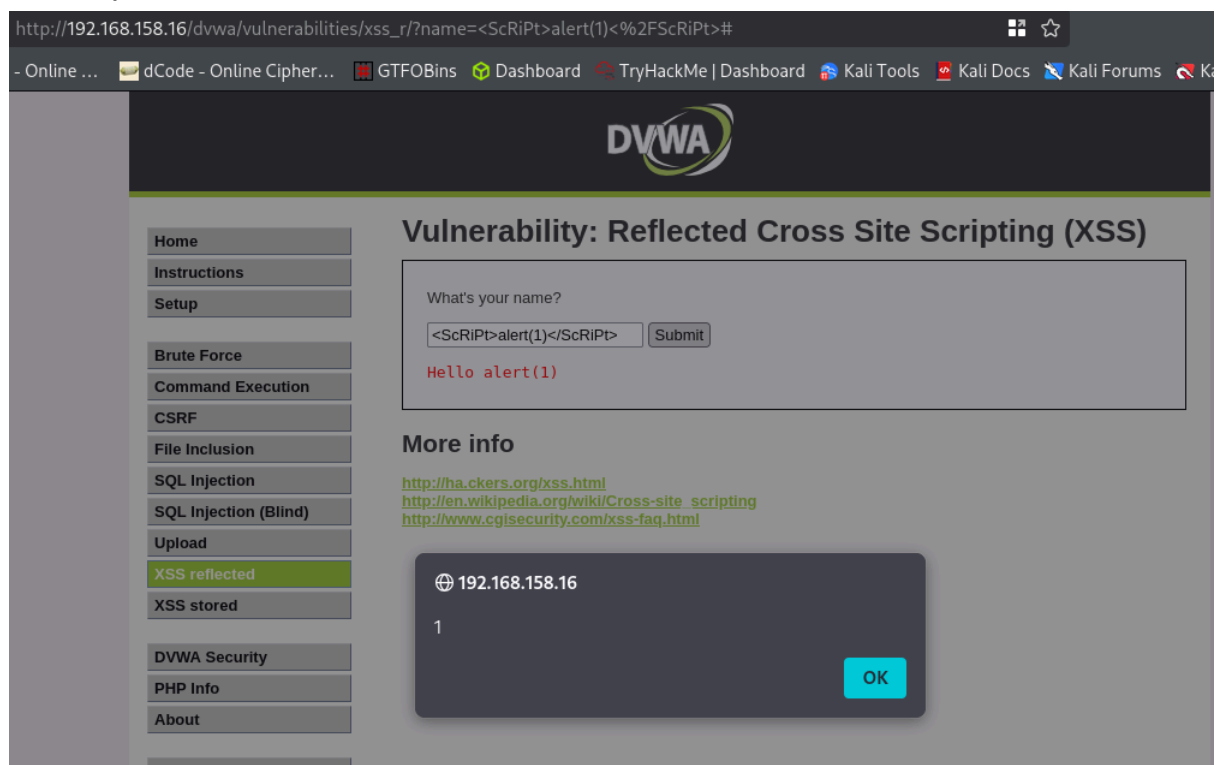 http://192.168.158.16/dvwa/vulnerabilities/xss_r/?name=<ScRiPt>alert(1)<%2FScRiPt>#
- Online ... dCode - Online Cipher... GTFOBins Dashboard TryHackMe | Dashboard Kali Tools Kali Docs Kali Forums Ka
DVWA
Home
Instructions
Setup
Brute Force
Command Execution
CSRF
File Inclusion
SQL Injection
SQL Injection (Blind)
Upload
XSS reflected
XSS stored
DVWA Security
PHP Info
About
Vulnerability: Reflected Cross Site Scripting (XSS)
What's your name?
<ScRiPt>alert(1)</ScRiPt> Submit
Hello alert(1)
More info
http://ha.ckers.org/xss.html
http://en.wikipedia.org/wiki/Cross-site_scripting
http://www.cgisecurity.com/xss-faq.html
192.168.158.16
1
OK